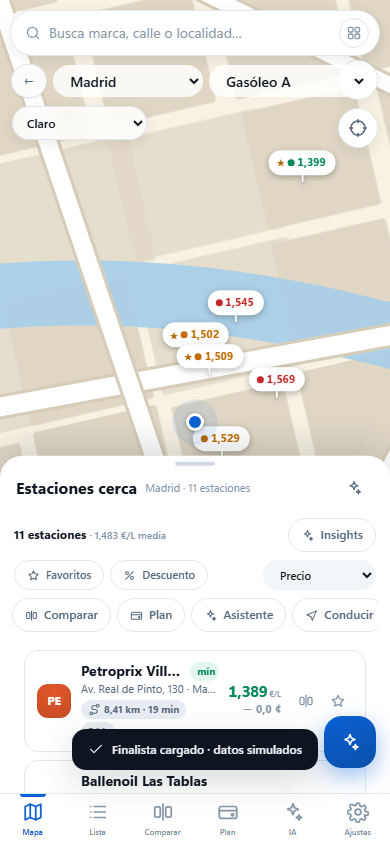 Busca marca, calle o localidad...
←
Madrid
Gasóleo A
Claro
★ 1,399
1,545
★ 1,502
★ 1,509
1,569
1,529
Estaciones cerca Madrid · 11 estaciones
11 estaciones · 1,483 €/L media
Insights
Favoritos
% Descuento
Precio
Comparar
Plan
Asistente
Conducir
PE
Petroprix Vill... mín
Av. Real de Pinto, 130 · Ma...
1,389 €/L
— 0,0 ¢
8,41 km · 19 min
Finalista cargado · datos simulados
Ballenoil Las Tablas
Mapa
Lista
Comparar
Plan
IA
Ajustes